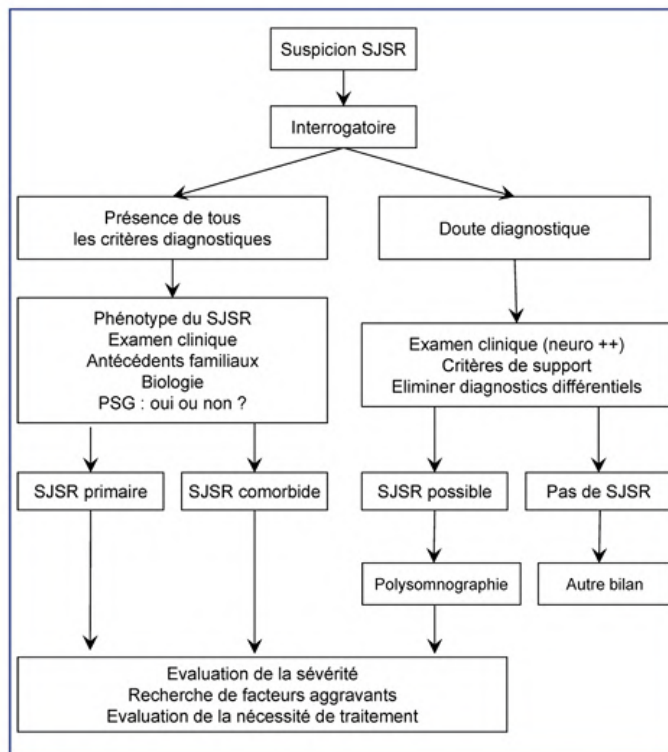 Suspicion SJSR
Interrogatoire
Présence de tous
les critères diagnostiques
Doute diagnostique
Phénotype du SJSR
Examen clinique
Antécédents familiaux
Biologie
PSG : oui ou non ?
Examen clinique (neuro ++)
Critères de support
Eliminer diagnostics différentiels
SJSR primaire
SJSR comorbide
SJSR possible
Pas de SJSR
Polysomnographie
Autre bilan
Evaluation de la sévérité
Recherche de facteurs aggravants
Evaluation de la nécessité de traitement